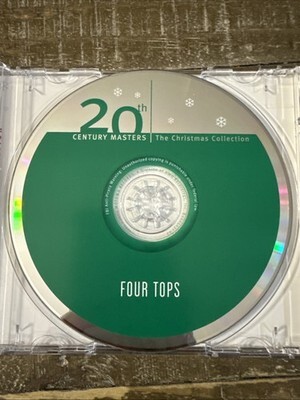 20th
CENTURY MASTERS | The Christmas Collection
FOUR TOPS